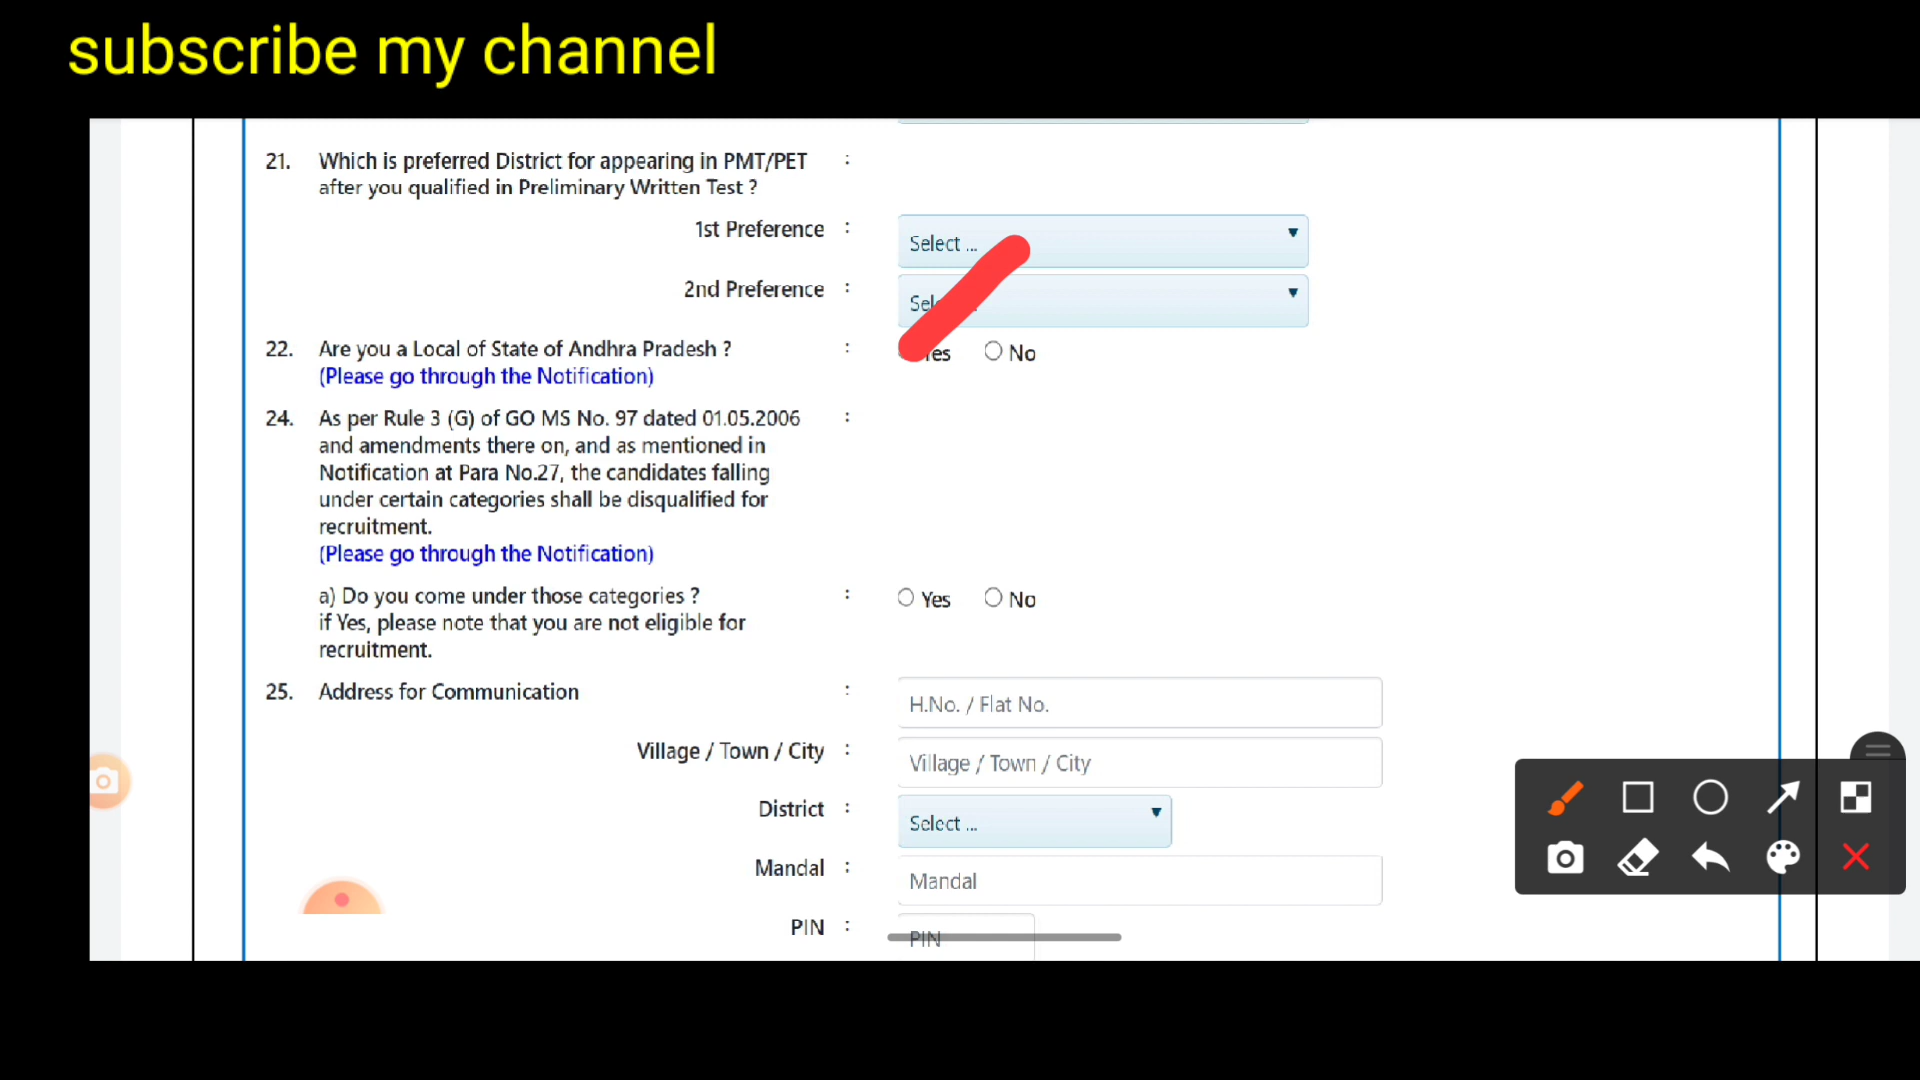 subscribe my channel
21. Which is preferred District for appearing in PMT/PET :
after you qualified in Preliminary Written Test ?
1st Preference : Select ...
2nd Preference :
22. Are you a Local of State of Andhra Pradesh ? : Yes No
(Please go through the Notification)
24. As per Rule 3 (G) of GO MS No. 97 dated 01.05.2006 :
and amendments there on, and as mentioned in
Notification at Para No.27, the candidates falling
under certain categories shall be disqualified for
recruitment.
(Please go through the Notification)
a) Do you come under those categories ? : Yes No
if Yes, please note that you are not eligible for
recruitment.
25. Address for Communication : H.No. / Flat No.
Village / Town / City : Village / Town / City
District : Select ...
Mandal : Mandal
PIN : PIN